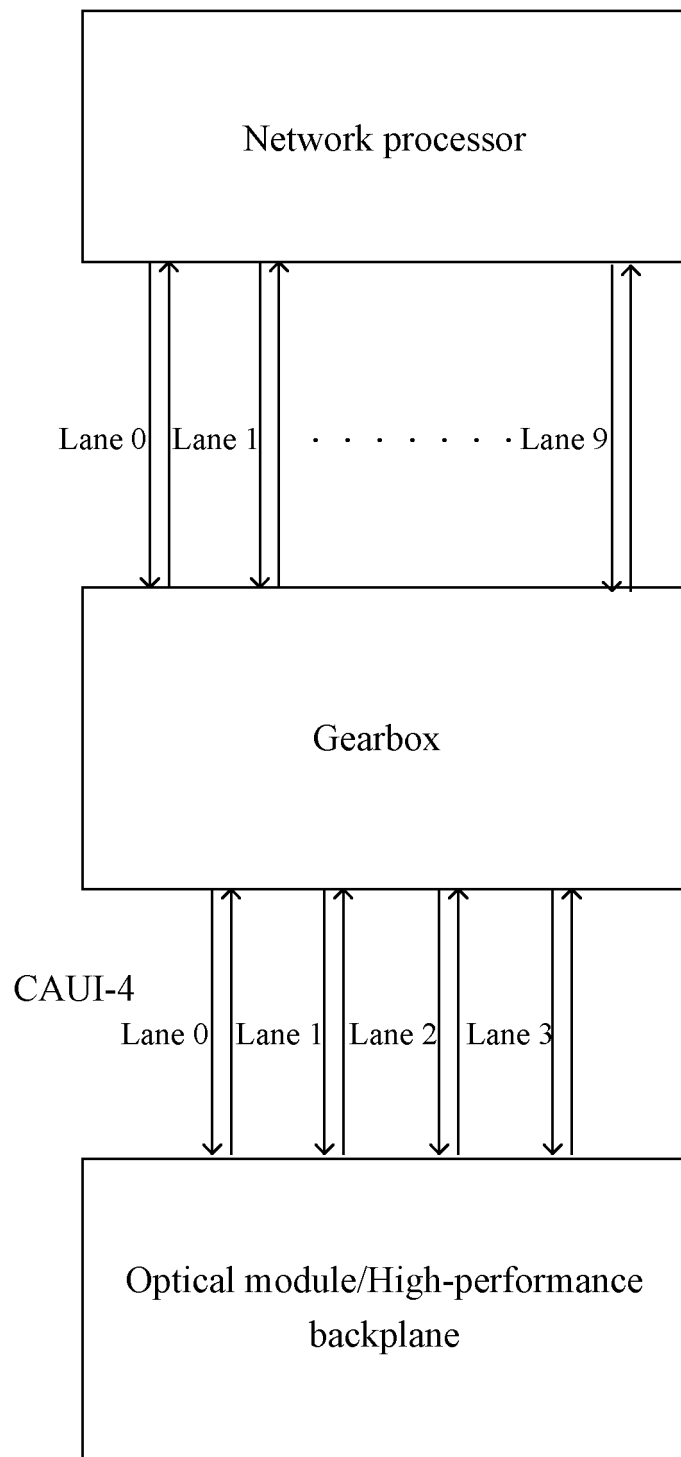 Network processor
Lane 0 Lane 1 . . . . . . . Lane 9
Gearbox
CAUI-4
Lane 0 Lane 1 Lane 2 Lane 3
Optical module/High-performance
backplane